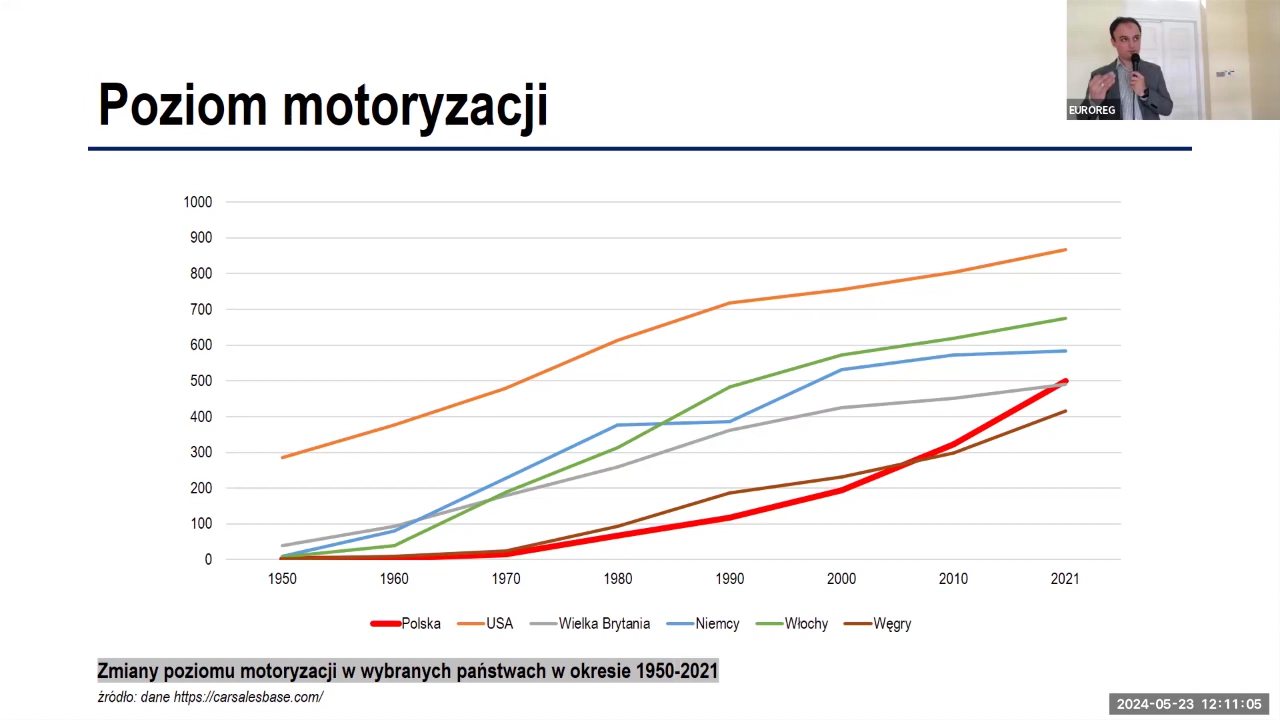 EUROREG
Poziom motoryzacji
1000
900
800
700
600
500
400
300
200
100
0
1950 1960 1970 1980 1990 2000 2010 2021
Polska USA Wielka Brytania Niemcy Włochy Węgry
Zmiany poziomu motoryzacji w wybranych państwach w okresie 1950-2021
źródło: dane https://carsalesbase.com/
2024-05-23 12:11:05